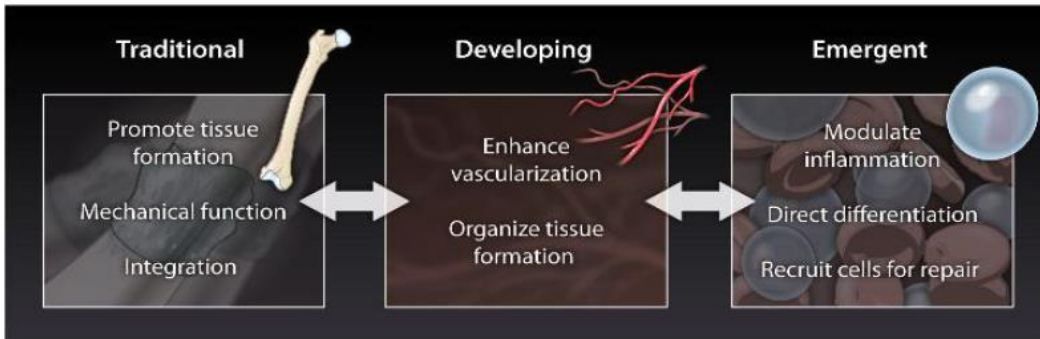 Traditional
Promote tissue
formation
Mechanical function
Integration
Developing
Enhance
vascularization
Organize tissue
formation
Emergent
Modulate
inflammation
Direct differentiation
Recruit cells for repair